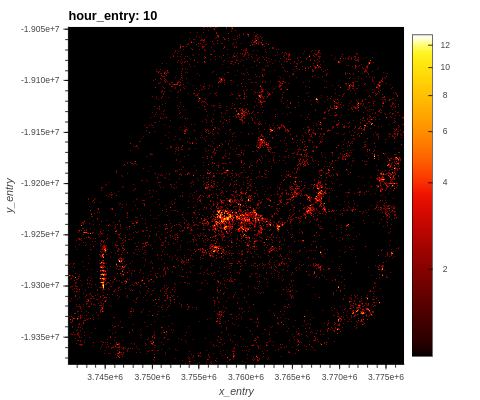 hour_entry: 10
-1.905e+7
-1.910e+7
-1.915e+7
-1.920e+7
-1.925e+7
-1.930e+7
-1.935e+7
y_entry
3.745e+6 3.750e+6 3.755e+6 3.760e+6 3.765e+6 3.770e+6 3.775e+6
x_entry
12
10
8
6
4
2